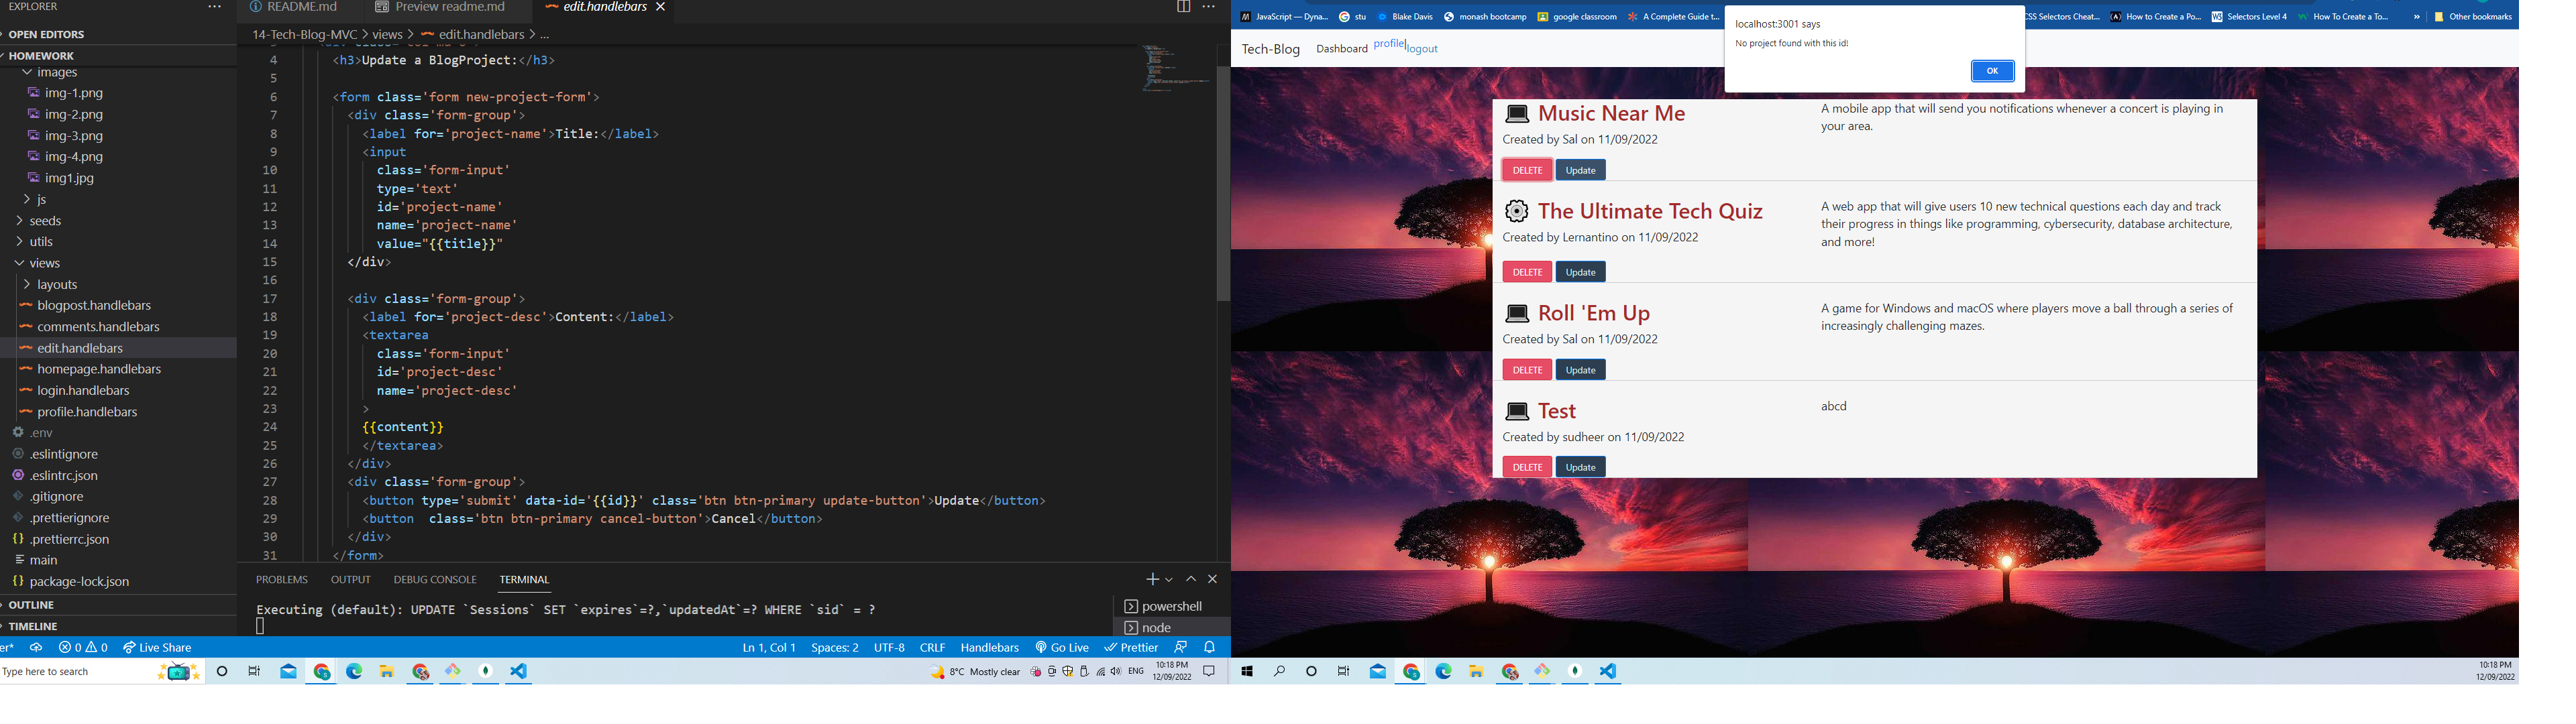 EXPLORER
OPEN EDITORS
HOMEWORK
images
img-1.png
img-2.png
img-3.png
img-4.png
img1.jpg
js
seeds
utils
views
layouts
blogpost.handlebars
comments.handlebars
edit.handlebars
homepage.handlebars
login.handlebars
profile.handlebars
.env
.eslintignore
.eslintrc.json
.gitignore
.prettierignore
.prettierrc.json
main
package-lock.json
OUTLINE
TIMELINE
README.md
Preview readme.md
edit.handlebars
14-Tech-Blog-MVC > views > edit.handlebars > ...
4 <h3>Update a BlogProject:</h3>
5
6 <form class='form new-project-form'>
7 <div class='form-group'>
8 <label for='project-name'>Title:</label>
9 <input
10 class='form-input'
11 type='text'
12 id='project-name'
13 name='project-name'
14 value="{{title}}"
15 </div>
16
17 <div class='form-group'>
18 <label for='project-desc'>Content:</label>
19 <textarea
20 class='form-input'
21 id='project-desc'
22 name='project-desc'
23 >
24 {{content}}
25 </textarea>
26 </div>
27 <div class='form-group'>
28 <button type='submit' data-id='{{id}}' class='btn btn-primary update-button'>Update</button>
29 <button class='btn btn-primary cancel-button'>Cancel</button>
30 </div>
31 </form>
PROBLEMS OUTPUT DEBUG CONSOLE TERMINAL
Executing (default): UPDATE `Sessions` SET `expires`=?,`updatedAt`=? WHERE `sid` = ?
powershell
node
er* 0 0 Live Share Ln 1, Col 1 Spaces: 2 UTF-8 CRLF Handlebars Go Live Prettier
Type here to search 8°C Mostly clear ENG 10:18 PM
12/09/2022
JavaScript — Dyna... stu Blake Davis monash bootcamp google classroom A Complete Guide t... CSS Selectors Cheat... How to Create a Po... Selectors Level 4 How To Create a To... » Other bookmarks
localhost:3001 says
No project found with this id!
OK
Tech-Blog Dashboard profile|logout
Music Near Me
Created by Sal on 11/09/2022
A mobile app that will send you notifications whenever a concert is playing in
your area.
DELETE Update
The Ultimate Tech Quiz
Created by Lernantino on 11/09/2022
A web app that will give users 10 new technical questions each day and track
their progress in things like programming, cybersecurity, database architecture,
and more!
DELETE Update
Roll 'Em Up
Created by Sal on 11/09/2022
A game for Windows and macOS where players move a ball through a series of
increasingly challenging mazes.
DELETE Update
Test
Created by sudheer on 11/09/2022
abcd
DELETE Update
10:18 PM
12/09/2022